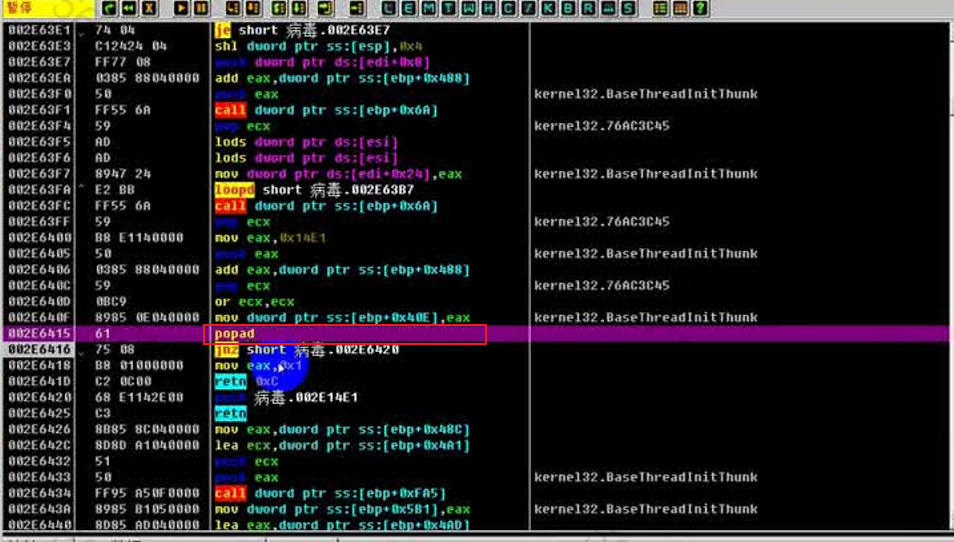 暂停
L E M T W H C / K B R ... S
002E63E1 74 04 je short 病毒.002E63E7
002E63E3 C12424 04 shl dword ptr ss:[esp],0x4
002E63E7 FF77 08 push dword ptr ds:[edi+0x8]
002E63EA 0385 88040000 add eax,dword ptr ss:[ebp+0x488]
002E63F0 50 push eax kernel32.BaseThreadInitThunk
002E63F1 FF55 6A call dword ptr ss:[ebp+0x6A]
002E63F4 59 pop ecx kernel32.76AC3C45
002E63F5 AD lods dword ptr ds:[esi]
002E63F6 AD lods dword ptr ds:[esi]
002E63F7 8947 24 mov dword ptr ds:[edi+0x24],eax kernel32.BaseThreadInitThunk
002E63FA E2 BB loopd short 病毒.002E63B7
002E63FC FF55 6A call dword ptr ss:[ebp+0x6A]
002E63FF 59 pop ecx kernel32.76AC3C45
002E6400 B8 E1140000 mov eax,0x14E1
002E6405 50 push eax kernel32.BaseThreadInitThunk
002E6406 0385 88040000 add eax,dword ptr ss:[ebp+0x488]
002E640C 59 pop ecx kernel32.76AC3C45
002E640D 0BC9 or ecx,ecx
002E640F 8985 0E040000 mov dword ptr ss:[ebp+0x40E],eax kernel32.BaseThreadInitThunk
002E6415 61 popad
002E6416 75 08 jnz short 病毒.002E6420
002E6418 B8 01000000 mov eax,0x1
002E641D C2 0C00 retn 0xC
002E6420 68 E1142E00 push 病毒.002E14E1
002E6425 C3 retn
002E6426 8B85 8C040000 mov eax,dword ptr ss:[ebp+0x48C]
002E642C 8D8D A1040000 lea ecx,dword ptr ss:[ebp+0x4A1]
002E6432 51 push ecx
002E6433 50 push eax kernel32.BaseThreadInitThunk
002E6434 FF95 A50F0000 call dword ptr ss:[ebp+0xFA5]
002E643A 8985 B1050000 mov dword ptr ss:[ebp+0x5B1],eax kernel32.BaseThreadInitThunk
002E6440 8D85 AD040000 lea eax,dword ptr ss:[ebp+0x4AD]